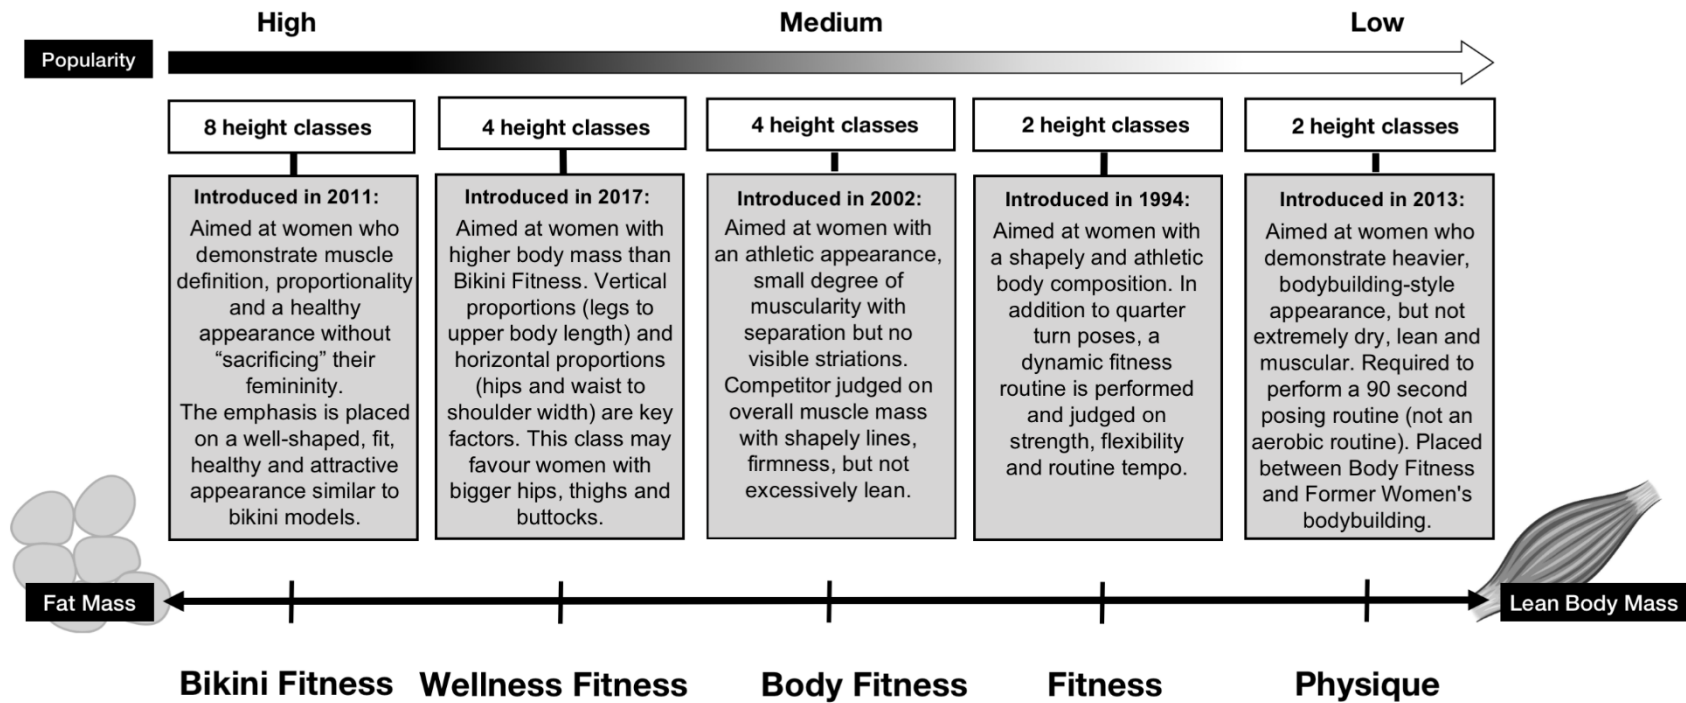 High
Medium
Low
Popularity
8 height classes
4 height classes
4 height classes
2 height classes
2 height classes
Introduced in 2011:
Aimed at women who
demonstrate muscle
definition, proportionality
and a healthy
appearance without
“sacrificing” their
femininity.
The emphasis is placed
on a well-shaped, fit,
healthy and attractive
appearance similar to
bikini models.
Introduced in 2017:
Aimed at women with
higher body mass than
Bikini Fitness. Vertical
proportions (legs to
upper body length) and
horizontal proportions
(hips and waist to
shoulder width) are key
factors. This class may
favour women with
bigger hips, thighs and
buttocks.
Introduced in 2002:
Aimed at women with
an athletic appearance,
small degree of
muscularity with
separation but no
visible striations.
Competitor judged on
overall muscle mass
with shapely lines,
firmness, but not
excessively lean.
Introduced in 1994:
Aimed at women with
a shapely and athletic
body composition. In
addition to quarter
turn poses, a
dynamic fitness
routine is performed
and judged on
strength, flexibility
and routine tempo.
Introduced in 2013:
Aimed at women who
demonstrate heavier,
bodybuilding-style
appearance, but not
extremely dry, lean and
muscular. Required to
perform a 90 second
posing routine (not an
aerobic routine). Placed
between Body Fitness
and Former Women's
bodybuilding.
Fat Mass
Lean Body Mass
Bikini Fitness
Wellness Fitness
Body Fitness
Fitness
Physique